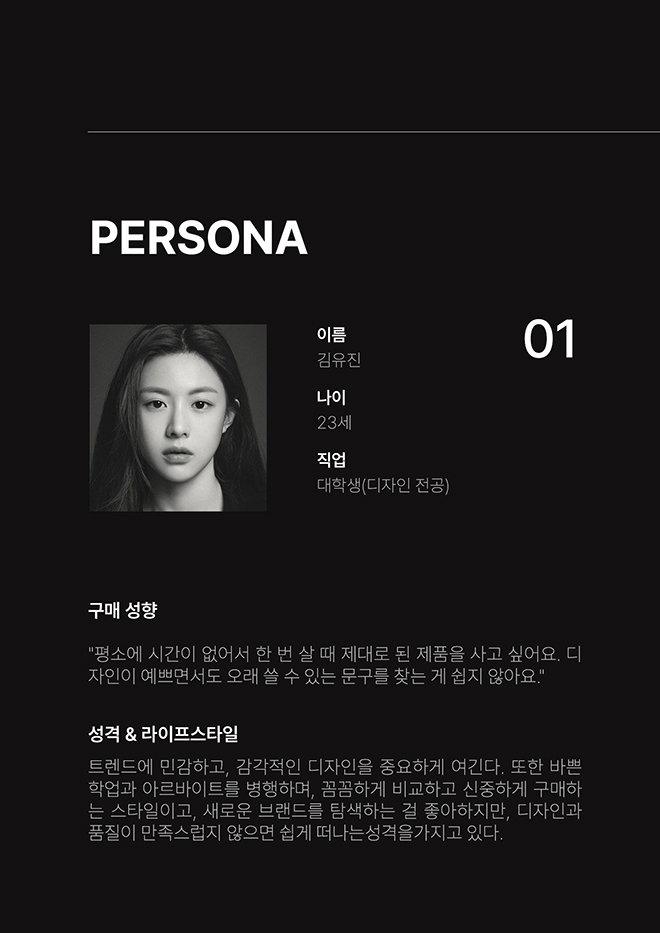 PERSONA
01
이름
김유진
나이
23세
직업
대학생(디자인 전공)
구매 성향
"평소에 시간이 없어서 한 번 살 때 제대로 된 제품을 사고 싶어요. 디
자인이 예쁘면서도 오래 쓸 수 있는 문구를 찾는 게 쉽지 않아요."
성격 & 라이프스타일
트렌드에 민감하고, 감각적인 디자인을 중요하게 여긴다. 또한 바쁜
학업과 아르바이트를 병행하며, 꼼꼼하게 비교하고 신중하게 구매하
는 스타일이고, 새로운 브랜드를 탐색하는 걸 좋아하지만, 디자인과
품질이 만족스럽지 않으면 쉽게 떠나는성격을가지고 있다.